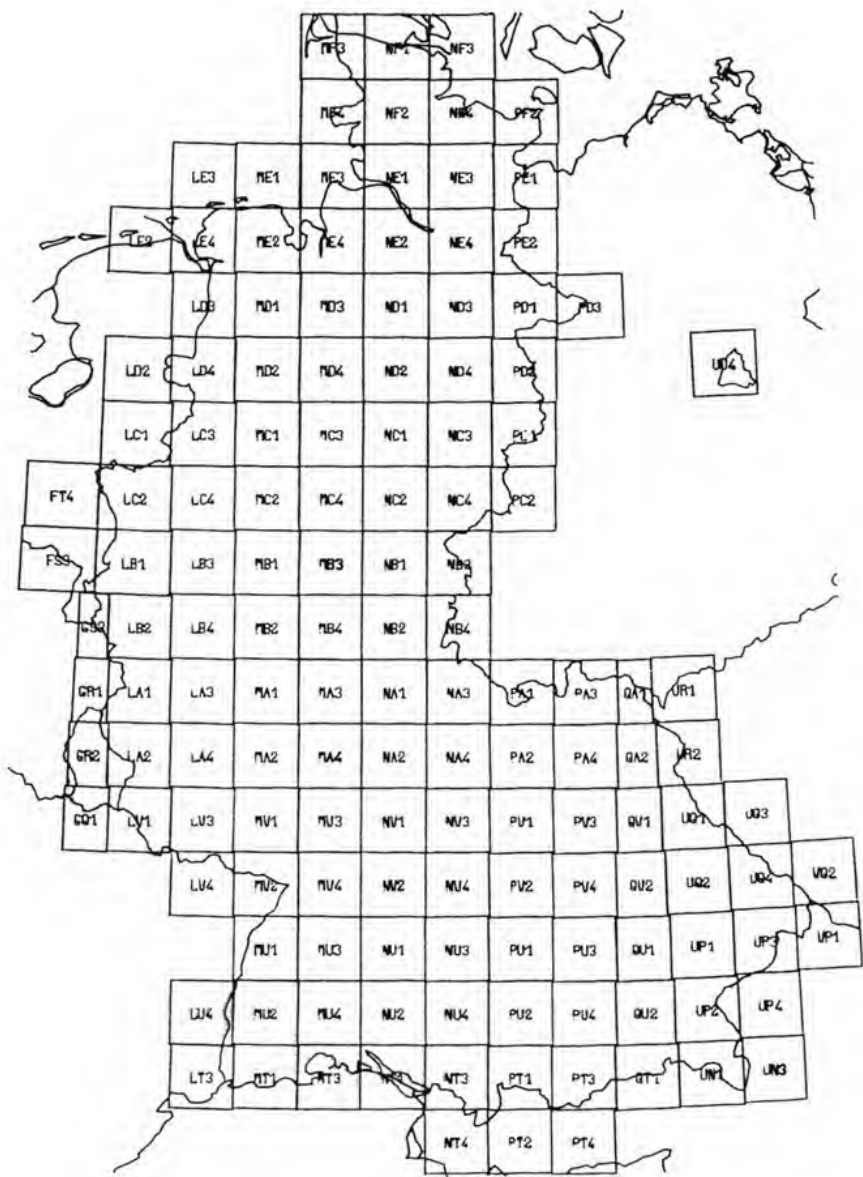 MF3 NF1 NF3
NF2 PF2
LE3 ME1 ME3 NE1 NE3 PE1
LE2 LE4 ME2 ME4 NE2 NE4 PE2
LD3 MD1 MD3 ND1 ND3 PD1 PD3
LD2 LD4 MD2 MD4 ND2 ND4 PD2 UD4
LC1 LC3 MC1 MC3 NC1 NC3 PC1
FT4 LC2 LC4 MC2 MC4 NC2 NC4 PC2
FS3 LB1 LB3 MB1 MB3 NB1 NB3
GS2 LB2 LB4 MB2 MB4 NB2 NB4
GR1 LA1 LA3 MA1 MA3 NA1 NA3 PA1 PA3 QA1 UR1
GR2 LA2 LA4 MA2 MA4 NA2 NA4 PA2 PA4 QA2 UR2
GQ1 LV1 LV3 MV1 MV3 NV1 NV3 PV1 PV3 QV1 UQ1 UQ3
LV4 MV2 MV4 NV2 NV4 PV2 PV4 QV2 UQ2 UQ4 VQ2
MU1 MU3 NU1 NU3 PU1 PU3 QU1 UP1 UP3 VP1
LU4 MU2 MU4 NU2 NU4 PU2 PU4 QU2 UP2 UP4
LT3 MT1 MT3 NT1 NT3 PT1 PT3 QT1 UN1 UN3
NT4 PT2 PT4